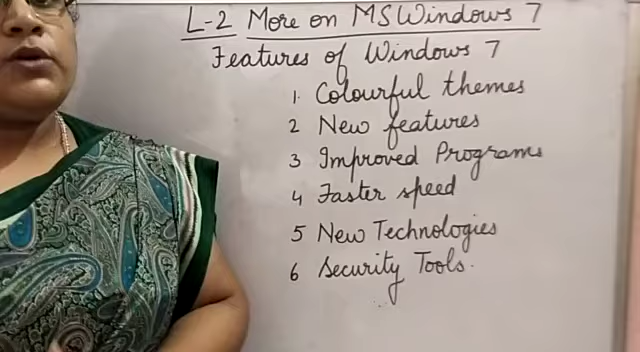 L-2 More on MS Windows 7
Features of Windows 7
1. Colourful themes
2 New features
3 Improved Programs
4 Faster speed
5 New Technologies
6 Security Tools.